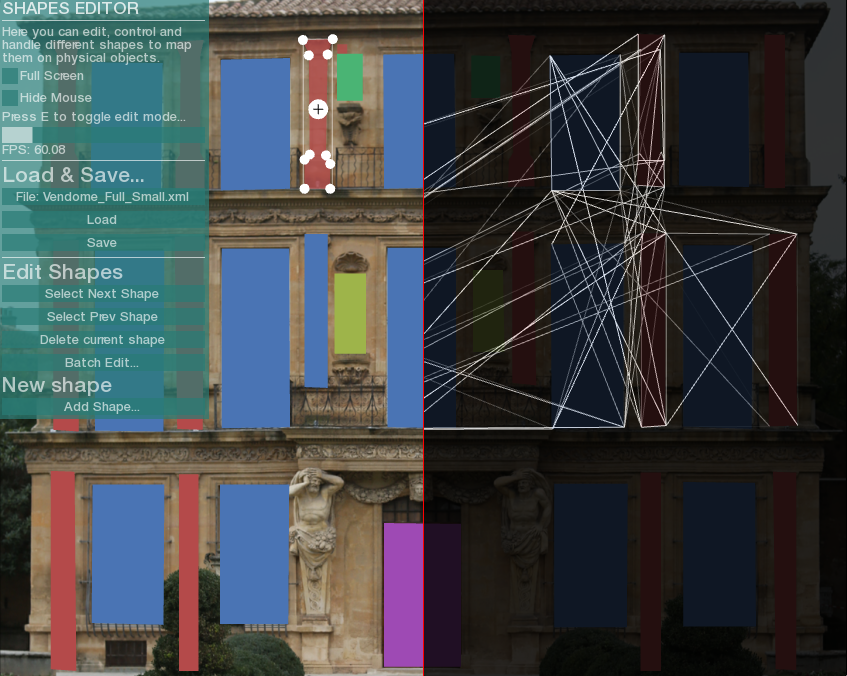 SHAPES EDITOR
Here you can edit, control and
handle different shapes to map
them on physical objects.
Full Screen
Hide Mouse
Press E to toggle edit mode...
FPS: 60.08
Load & Save...
File: Vendome_Full_Small.xml
Load
Save
Edit Shapes
Select Next Shape
Select Prev Shape
Delete current shape
Batch Edit...
New shape
Add Shape...